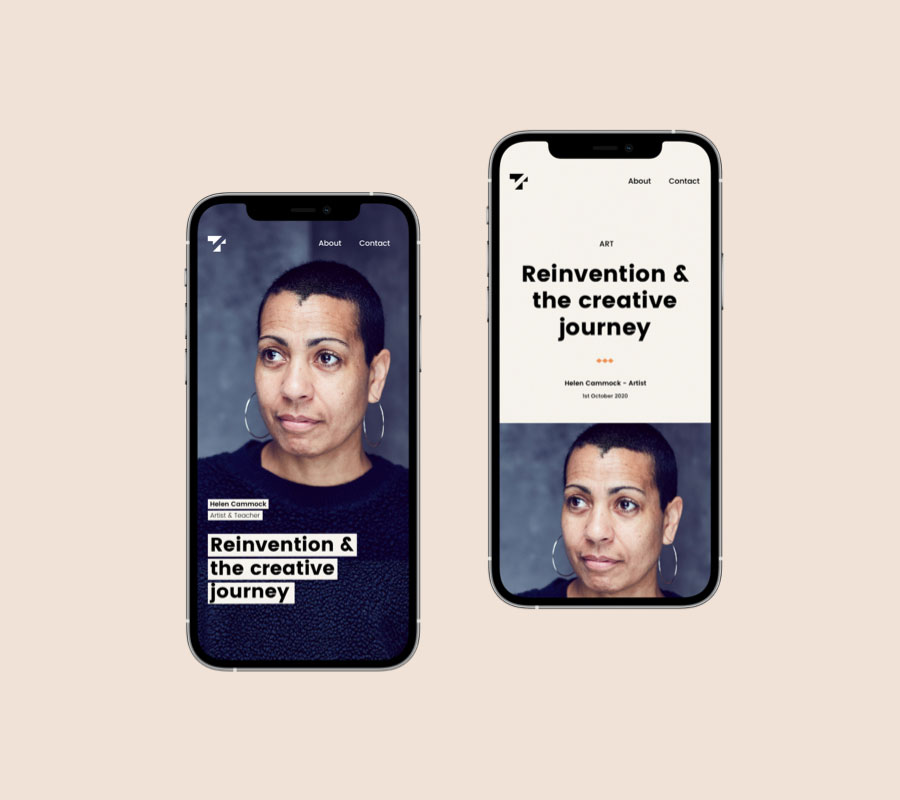 About Contact
Helen Cammock
Artist & Teacher
Reinvention &
the creative
journey
About Contact
ART
Reinvention &
the creative
journey
Helen Cammock – Artist
1st October 2020